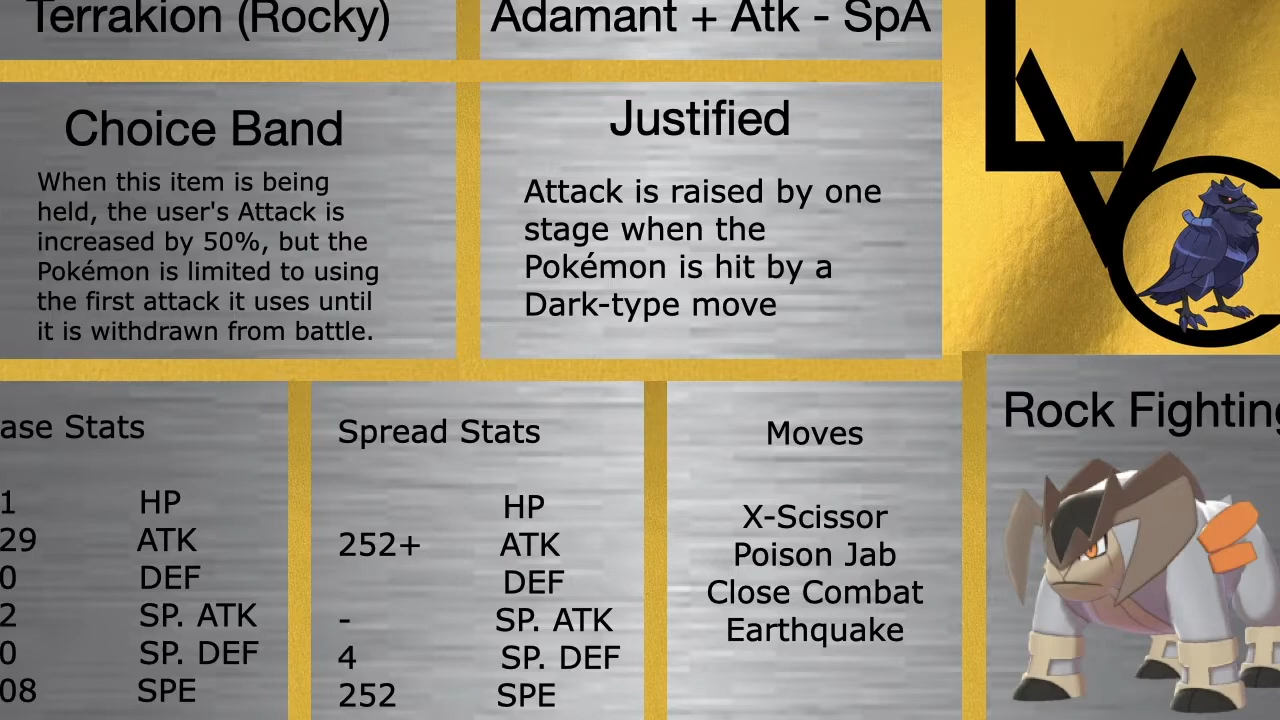 Terrakion (Rocky)
Adamant + Atk - SpA
LVC
Choice Band
When this item is being
held, the user's Attack is
increased by 50%, but the
Pokémon is limited to using
the first attack it uses until
it is withdrawn from battle.
Justified
Attack is raised by one
stage when the
Pokémon is hit by a
Dark-type move
ase Stats
1 HP
29 ATK
0 DEF
2 SP. ATK
0 SP. DEF
08 SPE
Spread Stats
HP
252+ ATK
DEF
- SP. ATK
4 SP. DEF
252 SPE
Moves
X-Scissor
Poison Jab
Close Combat
Earthquake
Rock Fighting